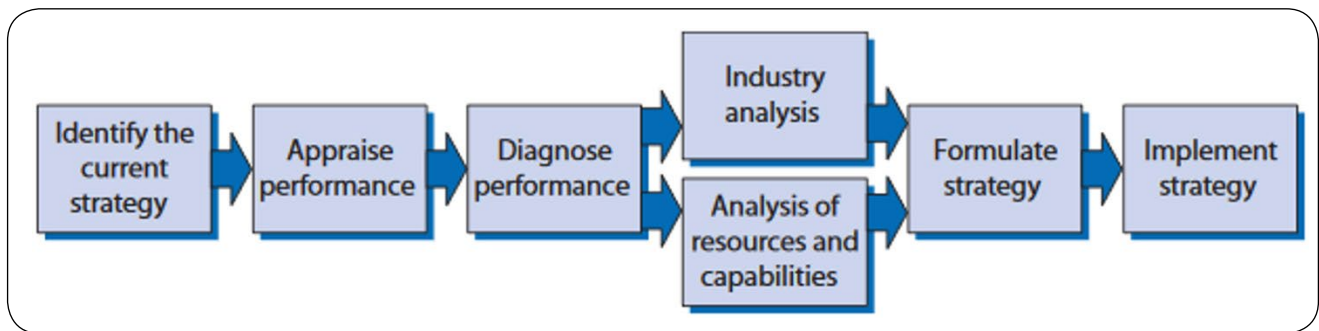 Identify the
current
strategy
Appraise
performance
Diagnose
performance
Industry
analysis
Analysis of
resources and
capabilities
Formulate
strategy
Implement
strategy